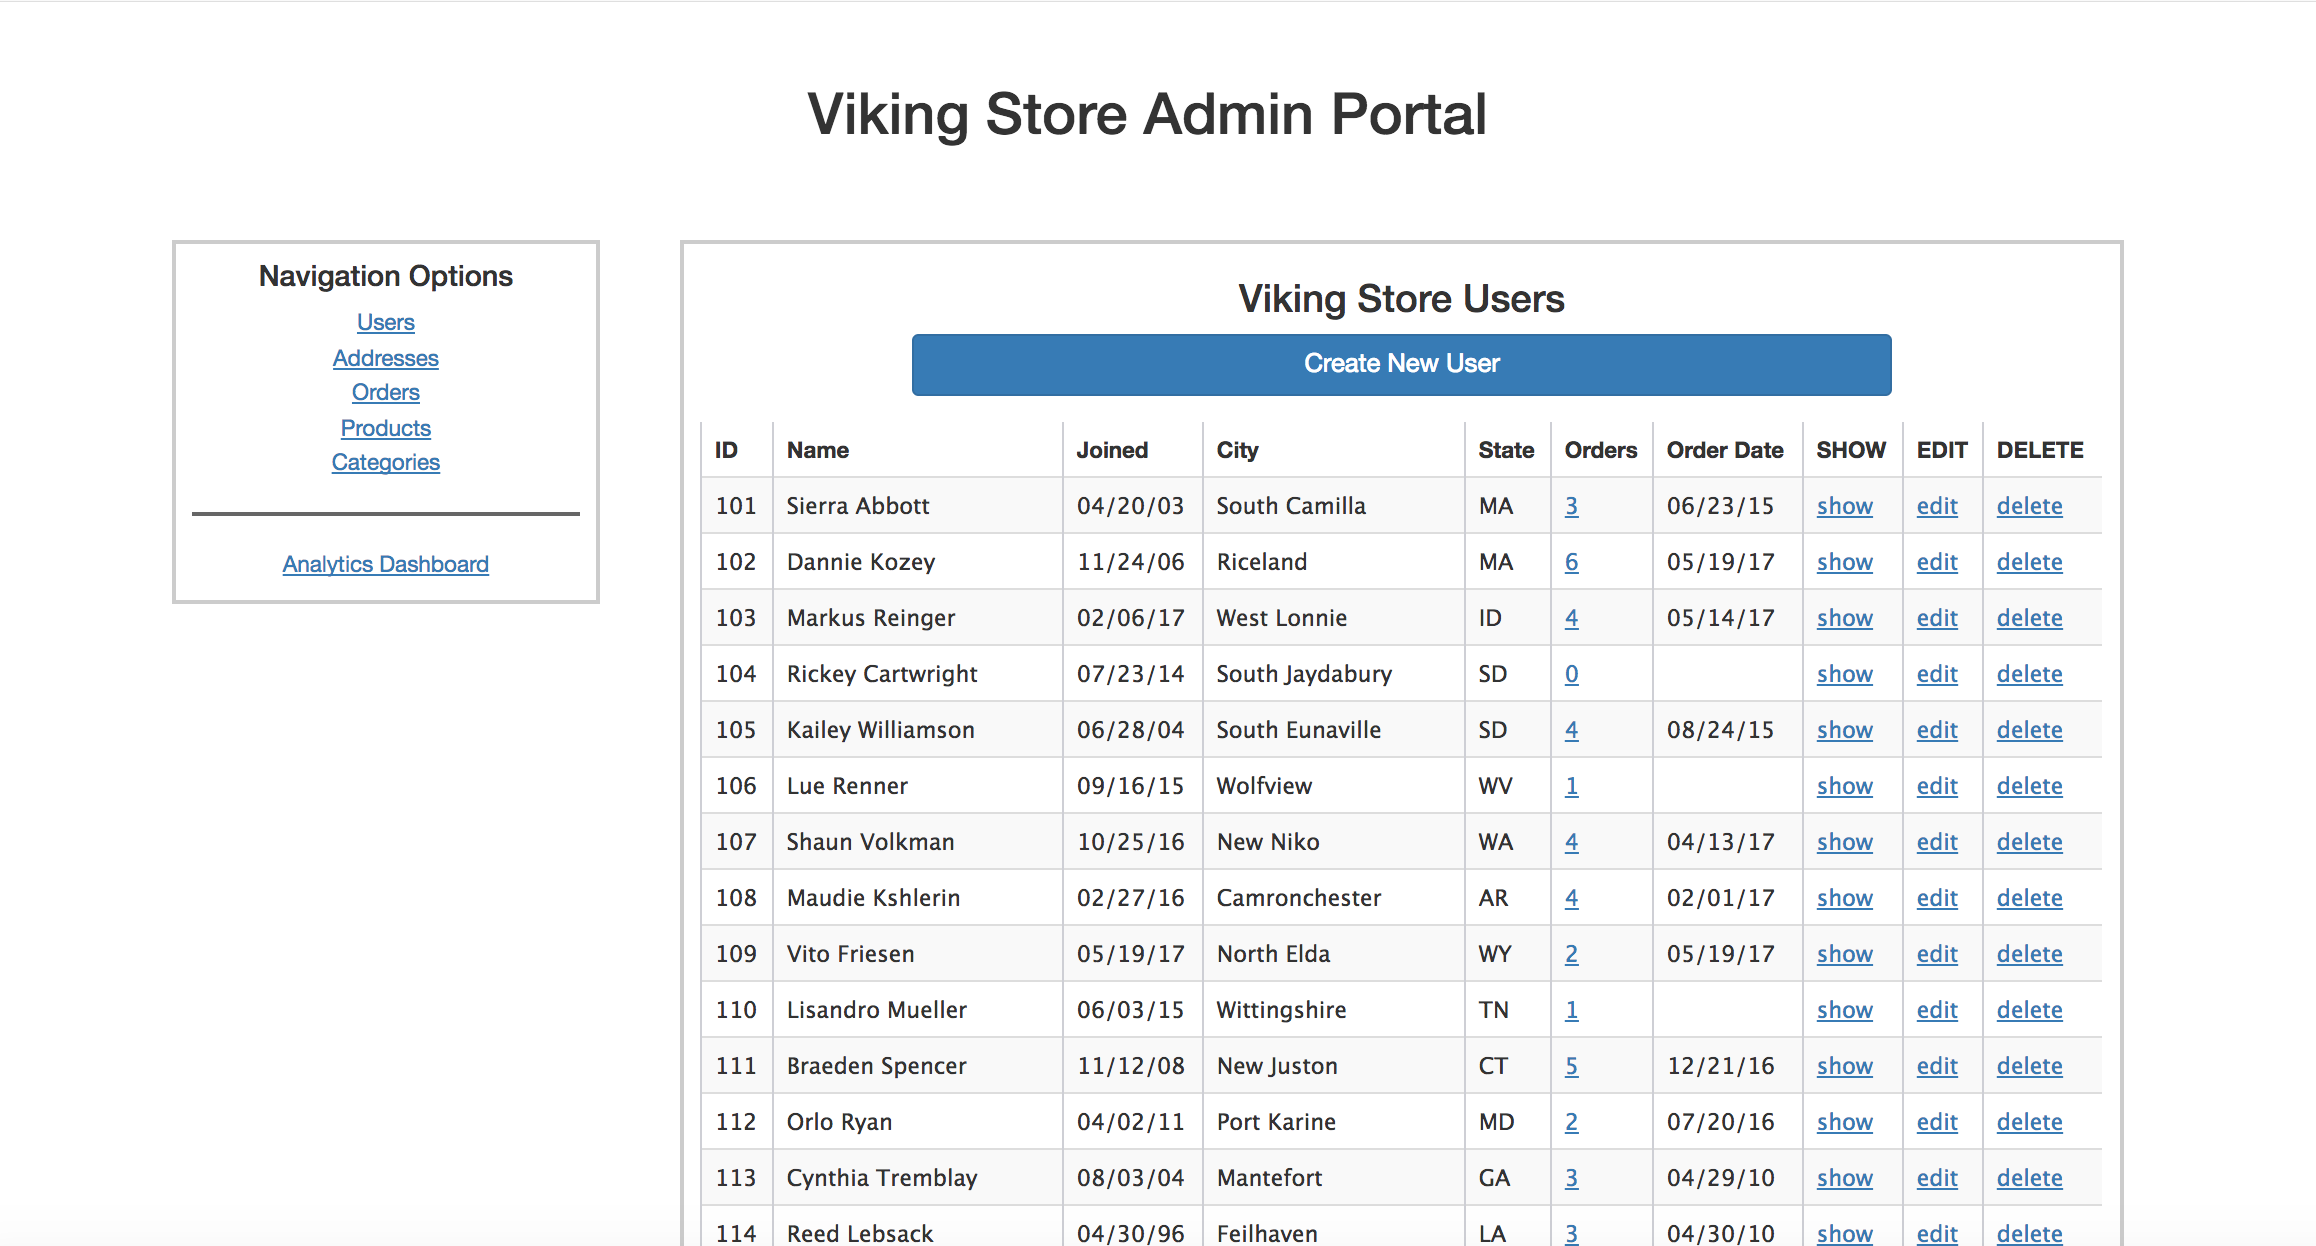 Viking Store Admin Portal
Navigation Options
Users
Addresses
Orders
Products
Categories
Analytics Dashboard
Viking Store Users
Create New User
ID Name Joined City State Orders Order Date SHOW EDIT DELETE
101 Sierra Abbott 04/20/03 South Camilla MA 3 06/23/15 show edit delete
102 Dannie Kozey 11/24/06 Riceland MA 6 05/19/17 show edit delete
103 Markus Reinger 02/06/17 West Lonnie ID 4 05/14/17 show edit delete
104 Rickey Cartwright 07/23/14 South Jaydabury SD 0 show edit delete
105 Kailey Williamson 06/28/04 South Eunaville SD 4 08/24/15 show edit delete
106 Lue Renner 09/16/15 Wolfview WV 1 show edit delete
107 Shaun Volkman 10/25/16 New Niko WA 4 04/13/17 show edit delete
108 Maudie Kshlerin 02/27/16 Camronchester AR 4 02/01/17 show edit delete
109 Vito Friesen 05/19/17 North Elda WY 2 05/19/17 show edit delete
110 Lisandro Mueller 06/03/15 Wittingshire TN 1 show edit delete
111 Braeden Spencer 11/12/08 New Juston CT 5 12/21/16 show edit delete
112 Orlo Ryan 04/02/11 Port Karine MD 2 07/20/16 show edit delete
113 Cynthia Tremblay 08/03/04 Mantefort GA 3 04/29/10 show edit delete
114 Reed Lebsack 04/30/96 Feilhaven LA 3 04/30/10 show edit delete